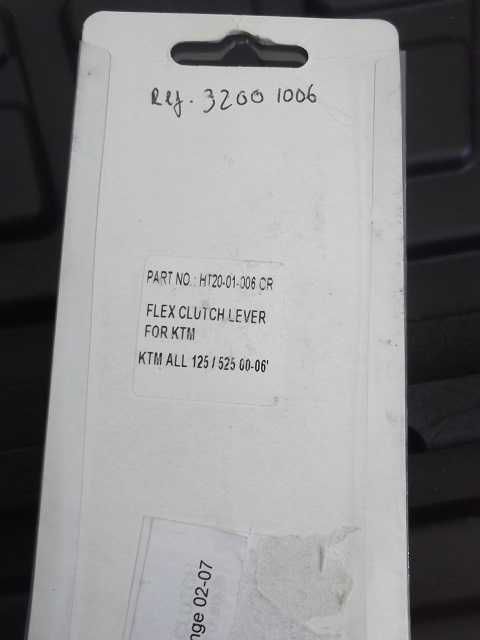 Ref. 3200 1006
PART NO.: HT20-01-006 CR
FLEX CLUTCH LEVER
FOR KTM
KTM ALL 125 / 525 00-06'
nge 02-07